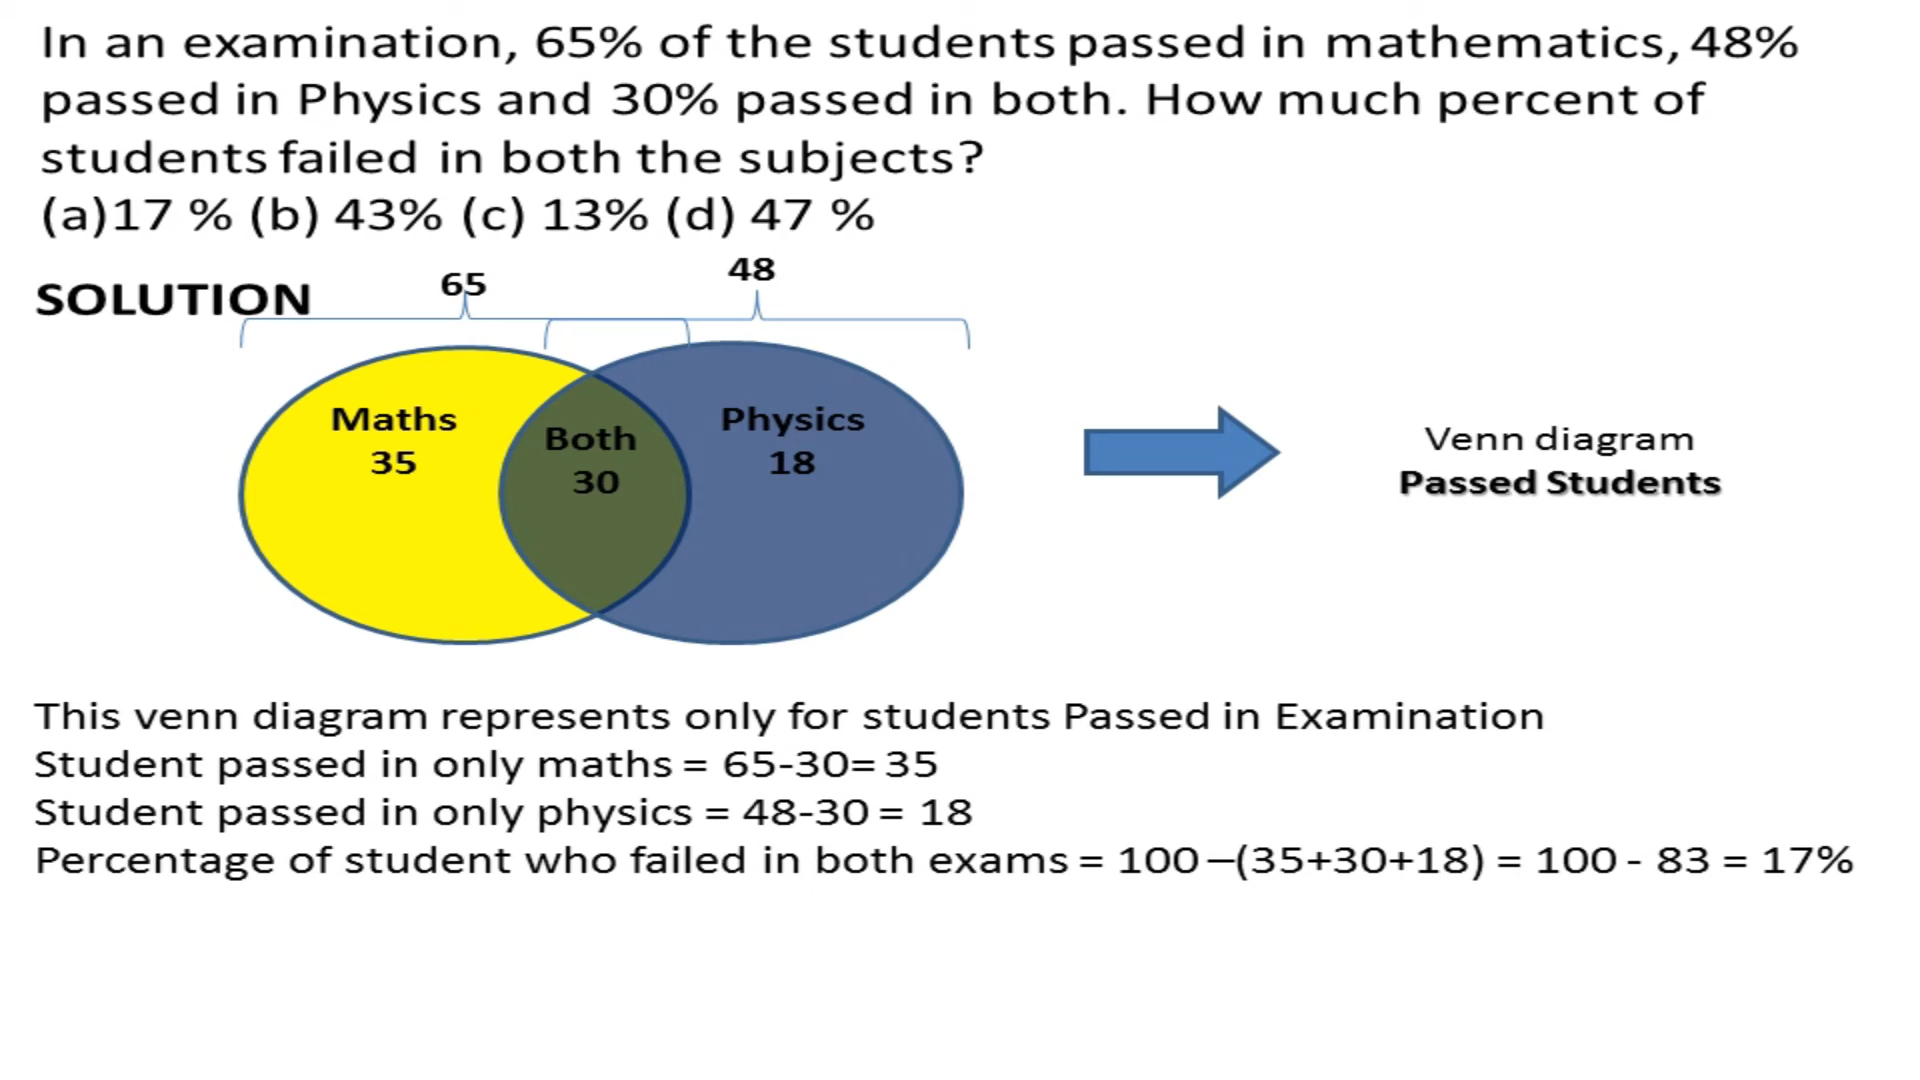 In an examination, 65% of the students passed in mathematics, 48%
passed in Physics and 30% passed in both. How much percent of
students failed in both the subjects?
(a)17 % (b) 43% (c) 13% (d) 47 %
SOLUTION
65
48
Maths
35
Both
30
Physics
18
Venn diagram
Passed Students
This venn diagram represents only for students Passed in Examination
Student passed in only maths = 65-30= 35
Student passed in only physics = 48-30 = 18
Percentage of student who failed in both exams = 100 –(35+30+18) = 100 - 83 = 17%